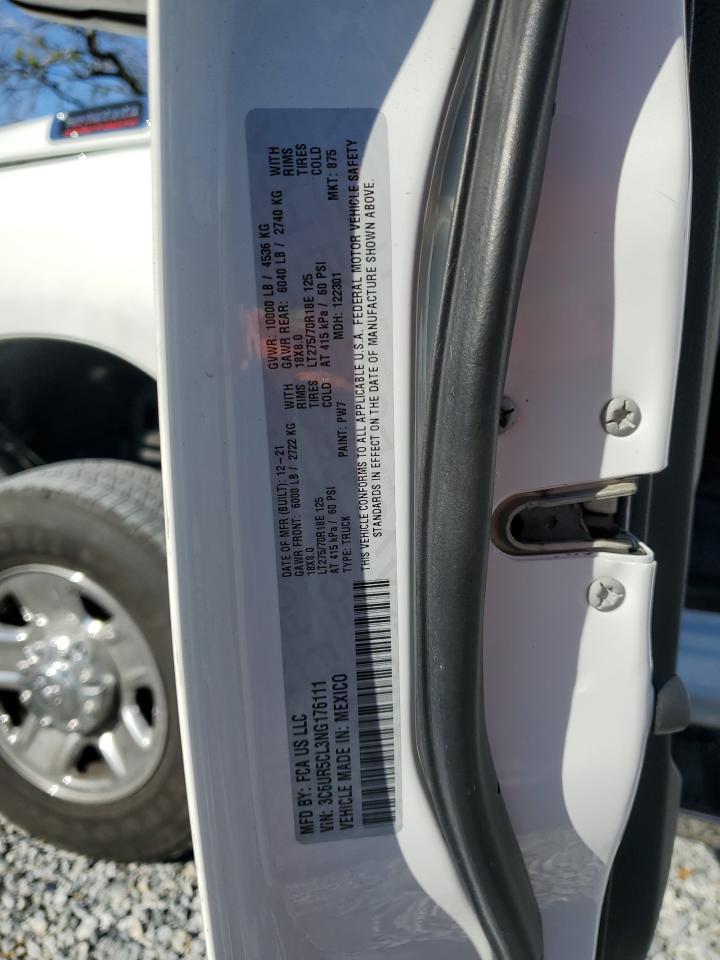 MFD BY: FCA US LLC
VIN: 3C6UR5CL3NG176111
VEHICLE MADE IN: MEXICO
DATE OF MFR (BUILT): 12-21
GAWR FRONT: 6000 LB / 2722 KG WITH
18X8.0 RIMS
LT275/70R18E 125 TIRES
AT 415 kPa / 60 PSI COLD
TYPE: TRUCK PAINT: PW7
GVWR: 10000 LB / 4536 KG
GAWR REAR: 6040 LB / 2740 KG WITH
18X8.0 RIMS
LT275/70R18E 125 TIRES
AT 415 kPa / 60 PSI COLD
MDH: 122301 MKT: 875
THIS VEHICLE CONFORMS TO ALL APPLICABLE U.S.A. FEDERAL MOTOR VEHICLE SAFETY
STANDARDS IN EFFECT ON THE DATE OF MANUFACTURE SHOWN ABOVE.